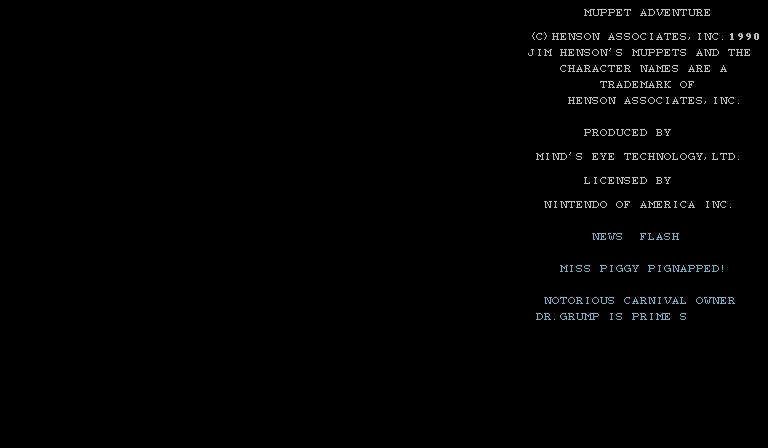 MUPPET ADVENTURE
(C)HENSON ASSOCIATES,INC.1990
JIM HENSON'S MUPPETS AND THE
CHARACTER NAMES ARE A
TRADEMARK OF
HENSON ASSOCIATES,INC.
PRODUCED BY
MIND'S EYE TECHNOLOGY,LTD.
LICENSED BY
NINTENDO OF AMERICA INC.
NEWS FLASH
MISS PIGGY PIGNAPPED!
NOTORIOUS CARNIVAL OWNER
DR.GRUMP IS PRIME S